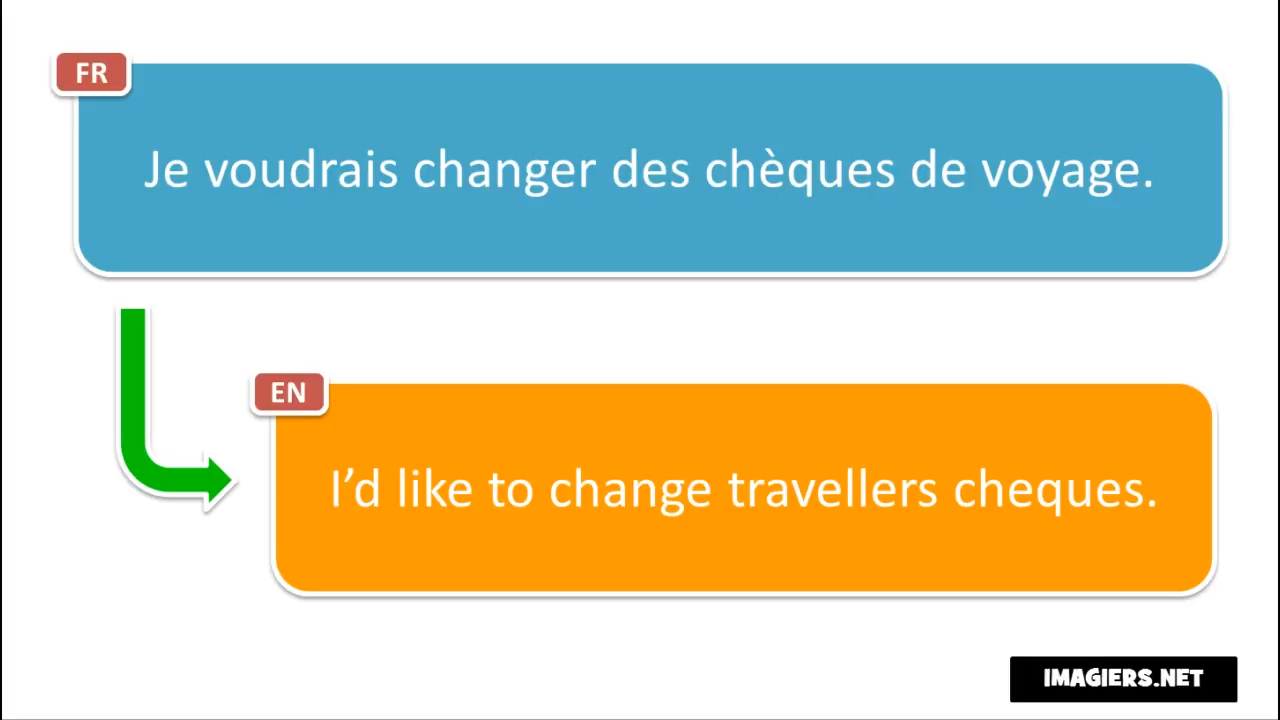 FR
Je voudrais changer des chèques de voyage.
EN
I’d like to change travellers cheques.
IMAGIERS.NET